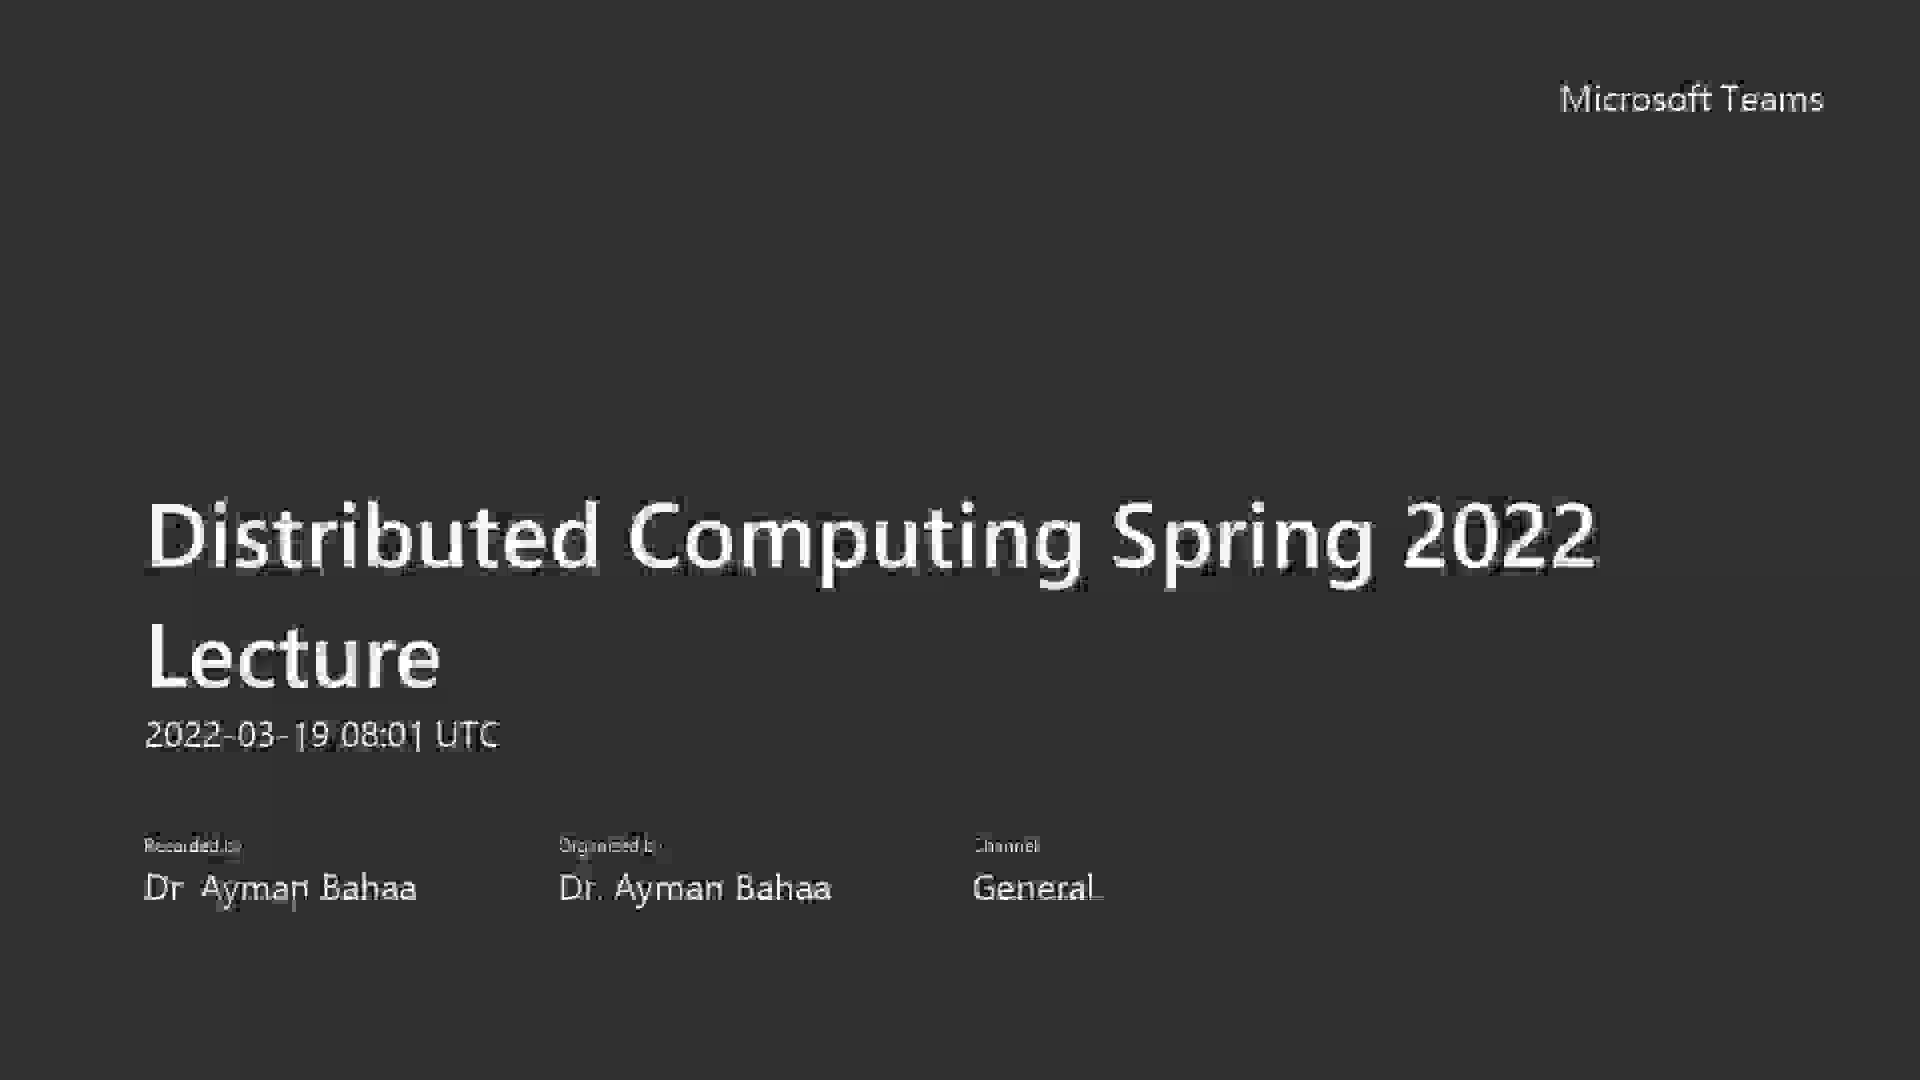 Microsoft Teams
Distributed Computing Spring 2022
Lecture
2022-03-19 08:01 UTC
Recorded by Organized by Channel
Dr. Ayman Bahaa Dr. Ayman Bahaa General